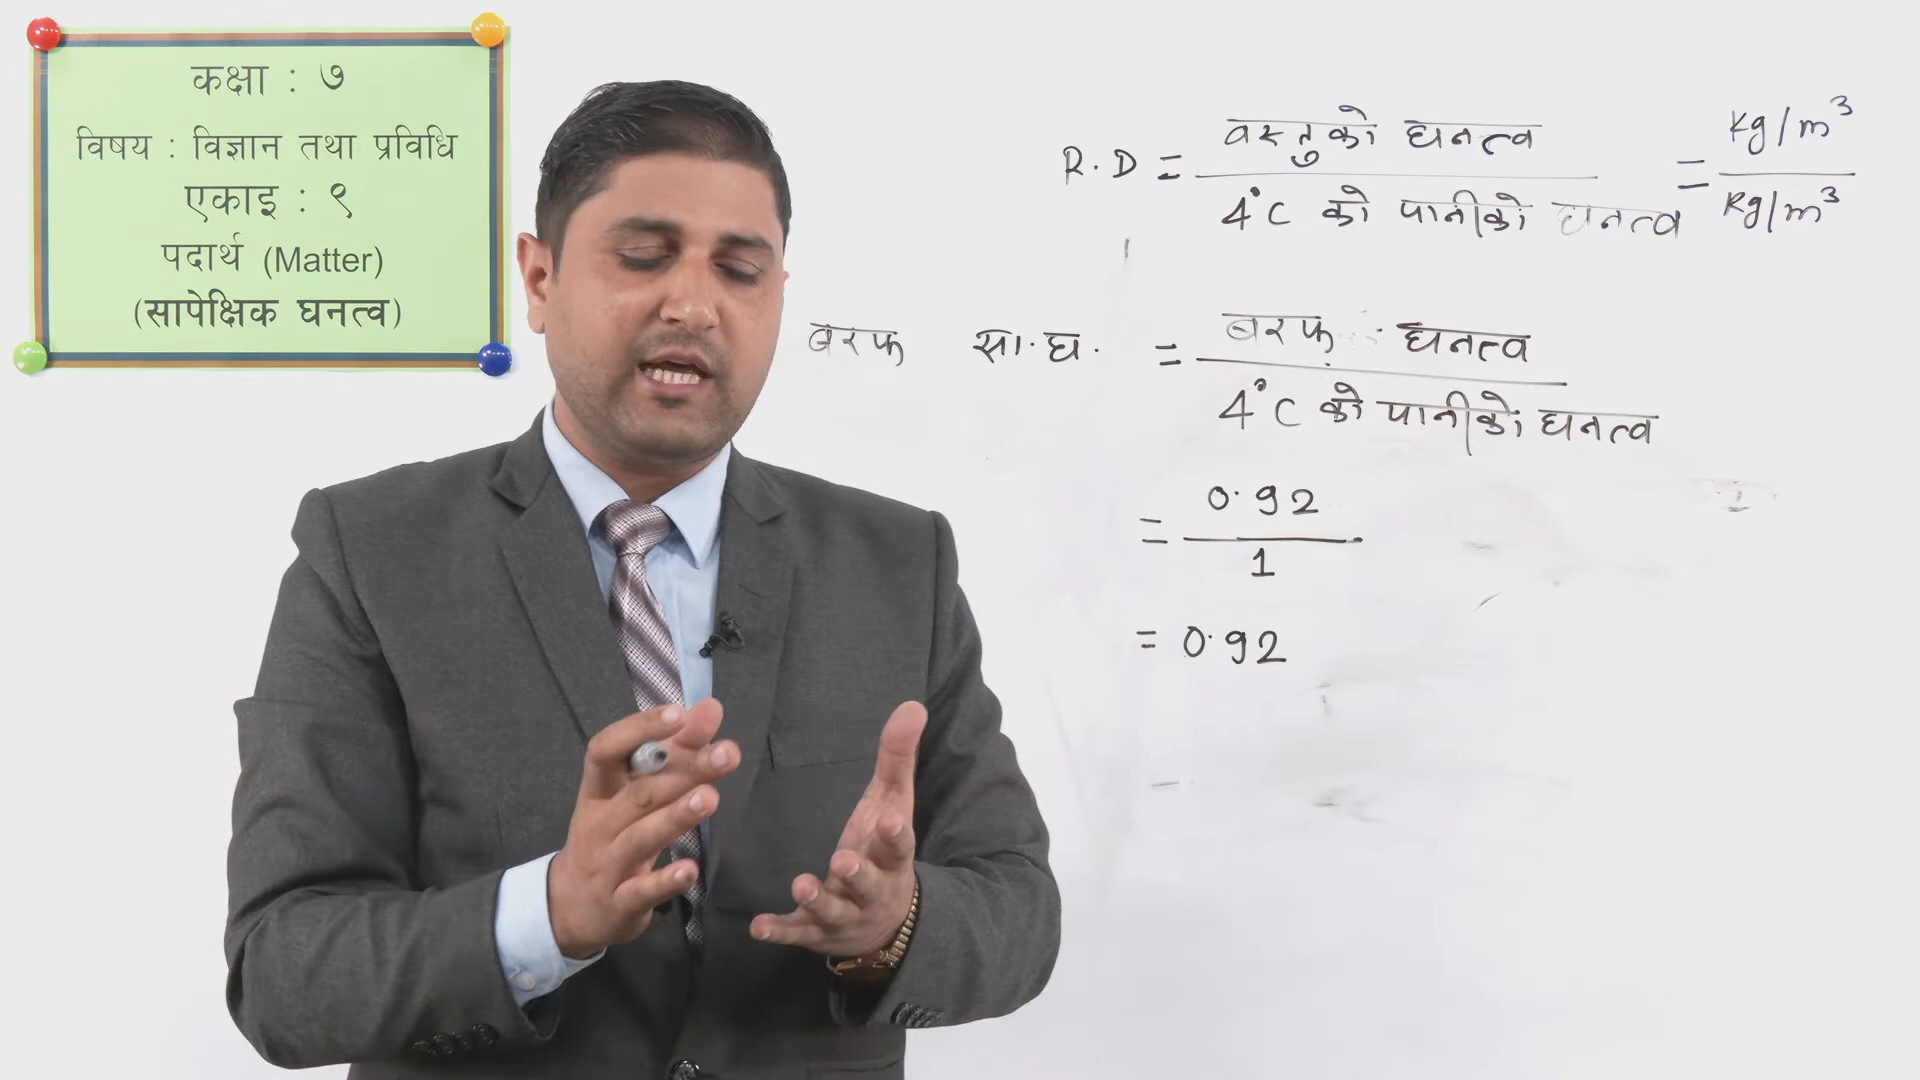 कक्षा : ७
विषय : विज्ञान तथा प्रविधि
एकाइ : ९
पदार्थ (Matter)
(सापेक्षिक घनत्व)
R.D = वस्तुको घनत्व / 4°C को पानीको घनत्व = Kg/m³ / Kg/m³
बरफ सा.घ. = बरफ घनत्व / 4°C को पानीको घनत्व
= 0.92 / 1
= 0.92